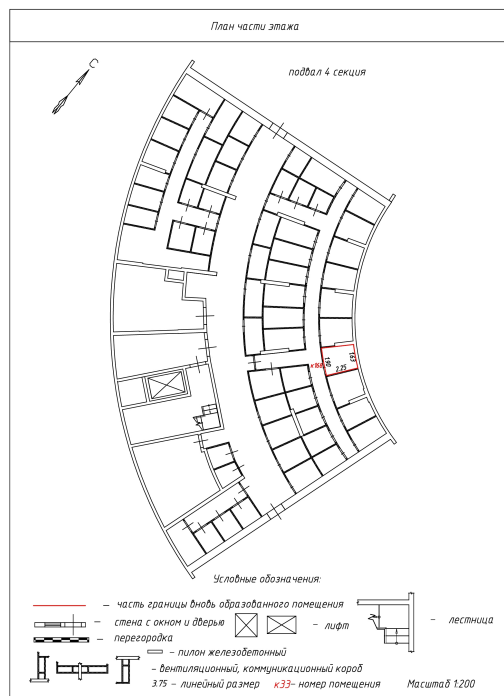 План части этажа
С
подвал 4 секция
1.90
1.63
2.25
Условные обозначения:
— часть границы вновь образованного помещения
— стена с окном и дверью
— лифт
— лестница
— перегородка
— пилон железобетонный
— вентиляционный, коммуникационный короб
3.75 — линейный размер
к33 — номер помещения
Масштаб 1:200